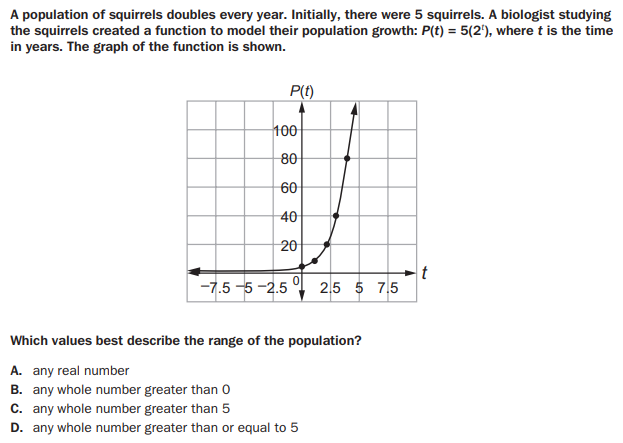 A population of squirrels doubles every year. Initially, there were 5 squirrels. A biologist studying
the squirrels created a function to model their population growth: P(t) = 5(2ᵗ), where t is the time
in years. The graph of the function is shown.
P(t)
100
80
60
40
20
−7.5 −5 −2.5 0 2.5 5 7.5 t
Which values best describe the range of the population?
A. any real number
B. any whole number greater than 0
C. any whole number greater than 5
D. any whole number greater than or equal to 5